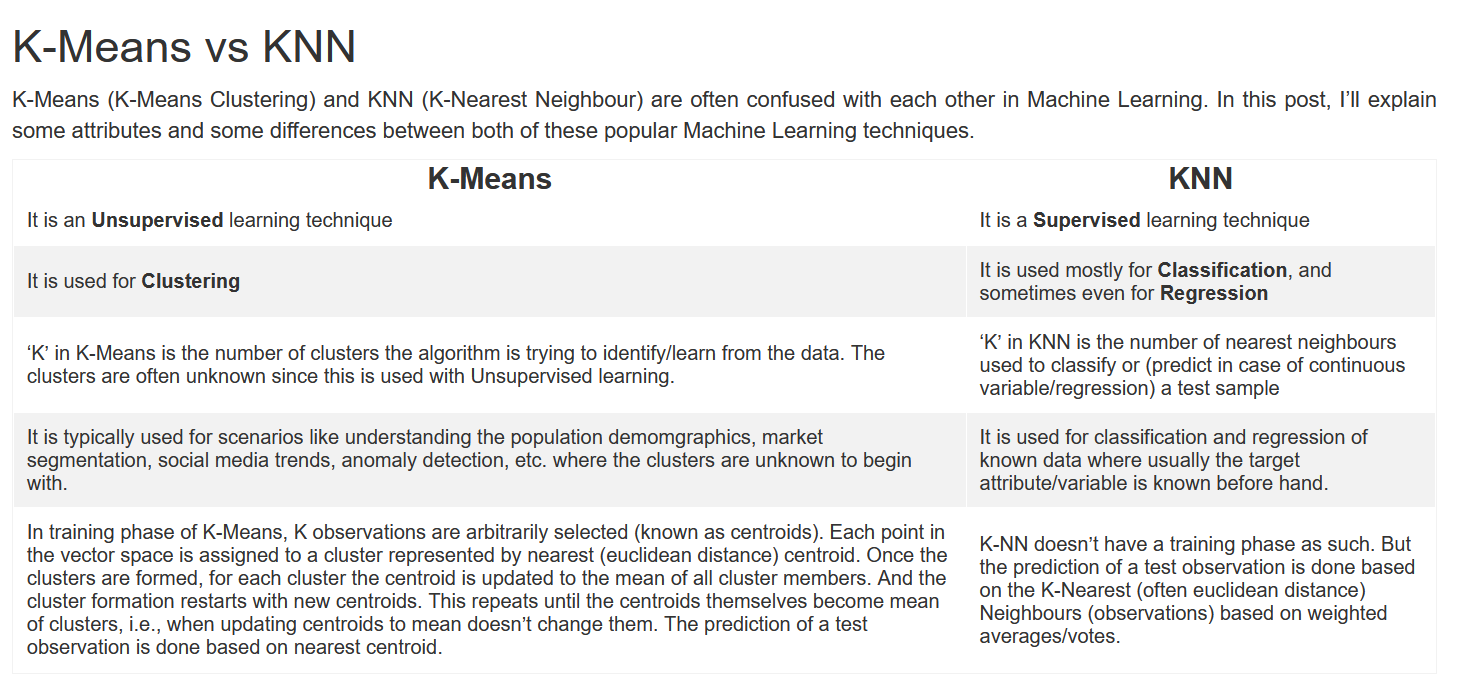 K-Means vs KNN
K-Means (K-Means Clustering) and KNN (K-Nearest Neighbour) are often confused with each other in Machine Learning. In this post, I’ll explain
some attributes and some differences between both of these popular Machine Learning techniques.
K-Means
KNN
It is an Unsupervised learning technique
It is a Supervised learning technique
It is used for Clustering
It is used mostly for Classification, and
sometimes even for Regression
‘K’ in K-Means is the number of clusters the algorithm is trying to identify/learn from the data. The
clusters are often unknown since this is used with Unsupervised learning.
‘K’ in KNN is the number of nearest neighbours
used to classify or (predict in case of continuous
variable/regression) a test sample
It is typically used for scenarios like understanding the population demomgraphics, market
segmentation, social media trends, anomaly detection, etc. where the clusters are unknown to begin
with.
It is used for classification and regression of
known data where usually the target
attribute/variable is known before hand.
In training phase of K-Means, K observations are arbitrarily selected (known as centroids). Each point in
the vector space is assigned to a cluster represented by nearest (euclidean distance) centroid. Once the
clusters are formed, for each cluster the centroid is updated to the mean of all cluster members. And the
cluster formation restarts with new centroids. This repeats until the centroids themselves become mean
of clusters, i.e., when updating centroids to mean doesn’t change them. The prediction of a test
observation is done based on nearest centroid.
K-NN doesn’t have a training phase as such. But
the prediction of a test observation is done based
on the K-Nearest (often euclidean distance)
Neighbours (observations) based on weighted
averages/votes.